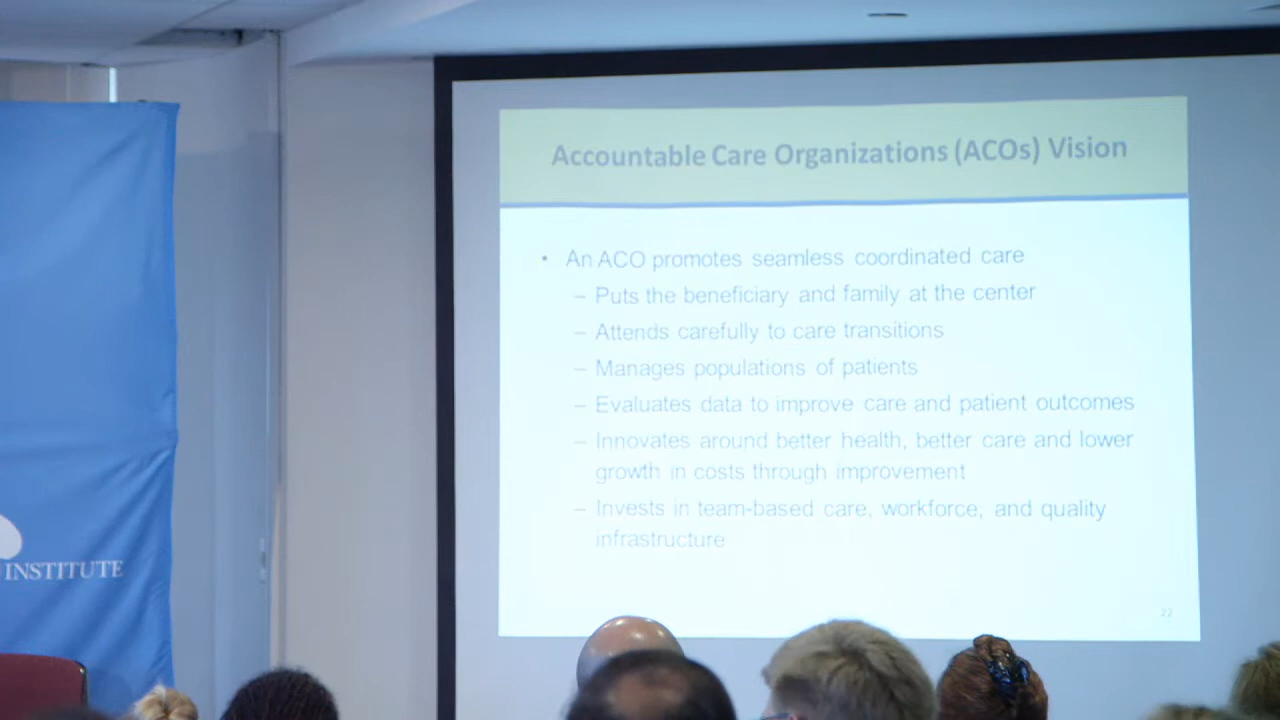 Accountable Care Organizations (ACOs) Vision
• An ACO promotes seamless coordinated care
– Puts the beneficiary and family at the center
– Attends carefully to care transitions
– Manages populations of patients
– Evaluates data to improve care and patient outcomes
– Innovates around better health, better care and lower
growth in costs through improvement
– Invests in team-based care, workforce, and quality
infrastructure
22
INSTITUTE